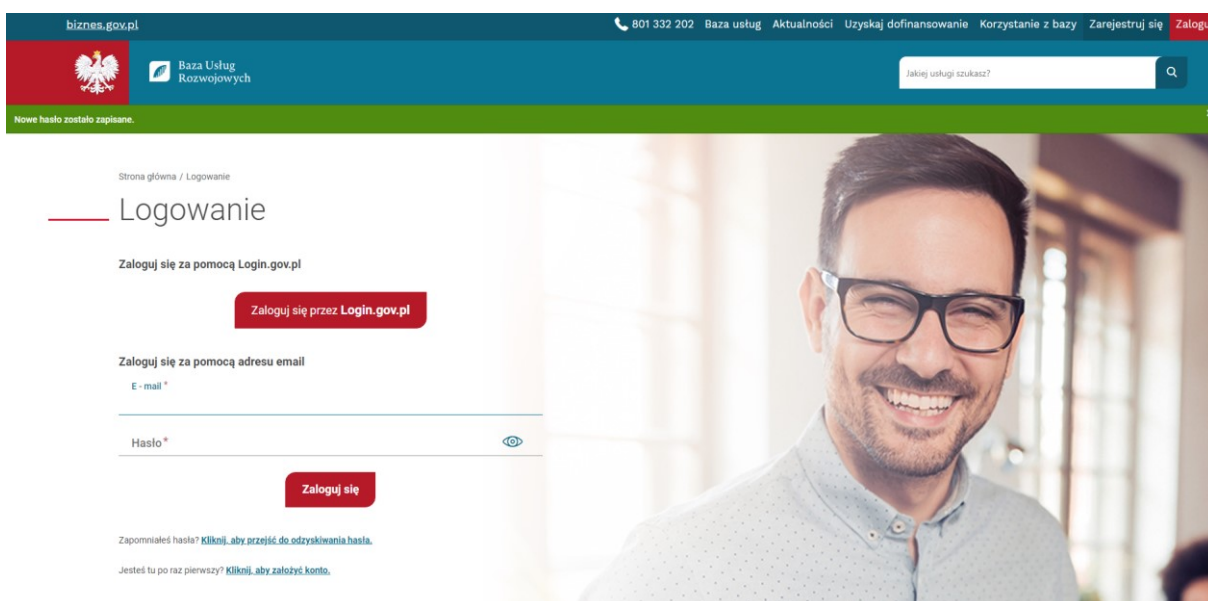 biznes.gov.pl
801 332 202 Baza usług Aktualności Uzyskaj dofinansowanie Korzystanie z bazy Zarejestruj się Zalogu
Baza Usług
Rozwojowych
Jakiej usługi szukasz?
Nowe hasło zostało zapisane.
Strona główna / Logowanie
Logowanie
Zaloguj się za pomocą Login.gov.pl
Zaloguj się przez Login.gov.pl
Zaloguj się za pomocą adresu email
E - mail *
Hasło*
Zaloguj się
Zapomniałeś hasła? Kliknij, aby przejść do odzyskiwania hasła.
Jesteś tu po raz pierwszy? Kliknij, aby założyć konto.